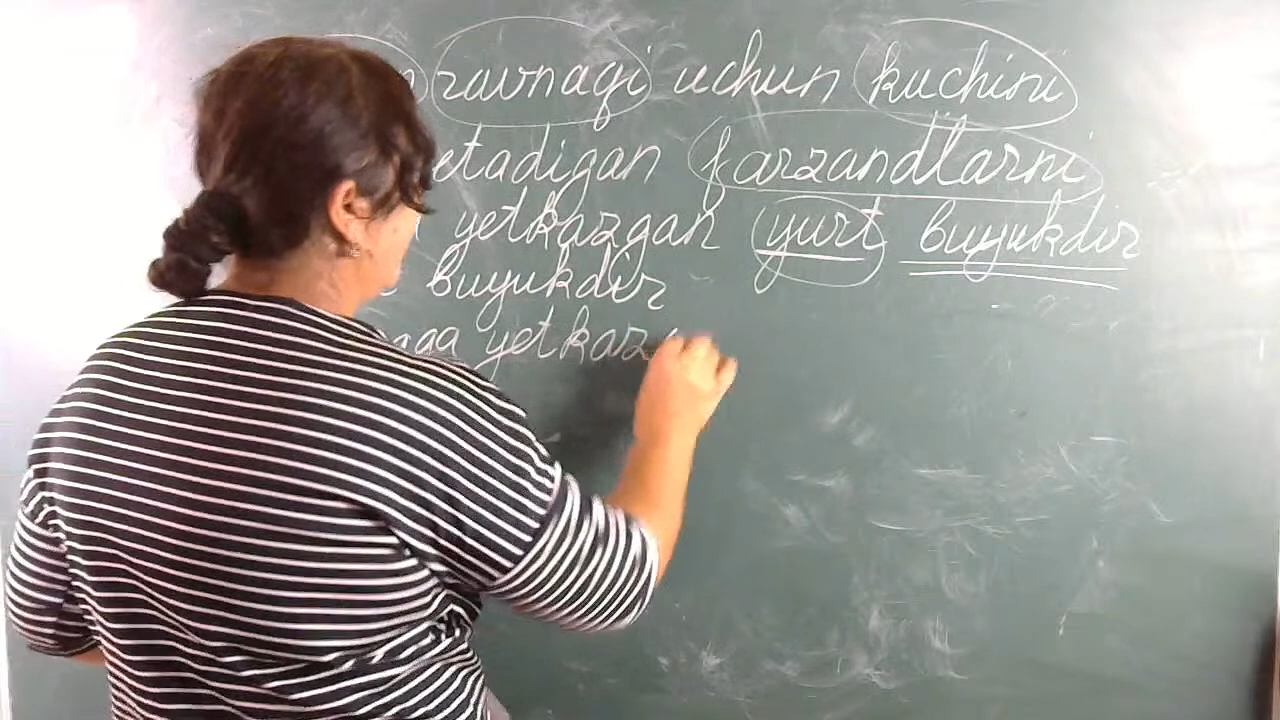 ravnaqi uchun kuchini
etadigan farzandlarni
yetkazgan yurt buyukdir
buyukdir
yetkaz